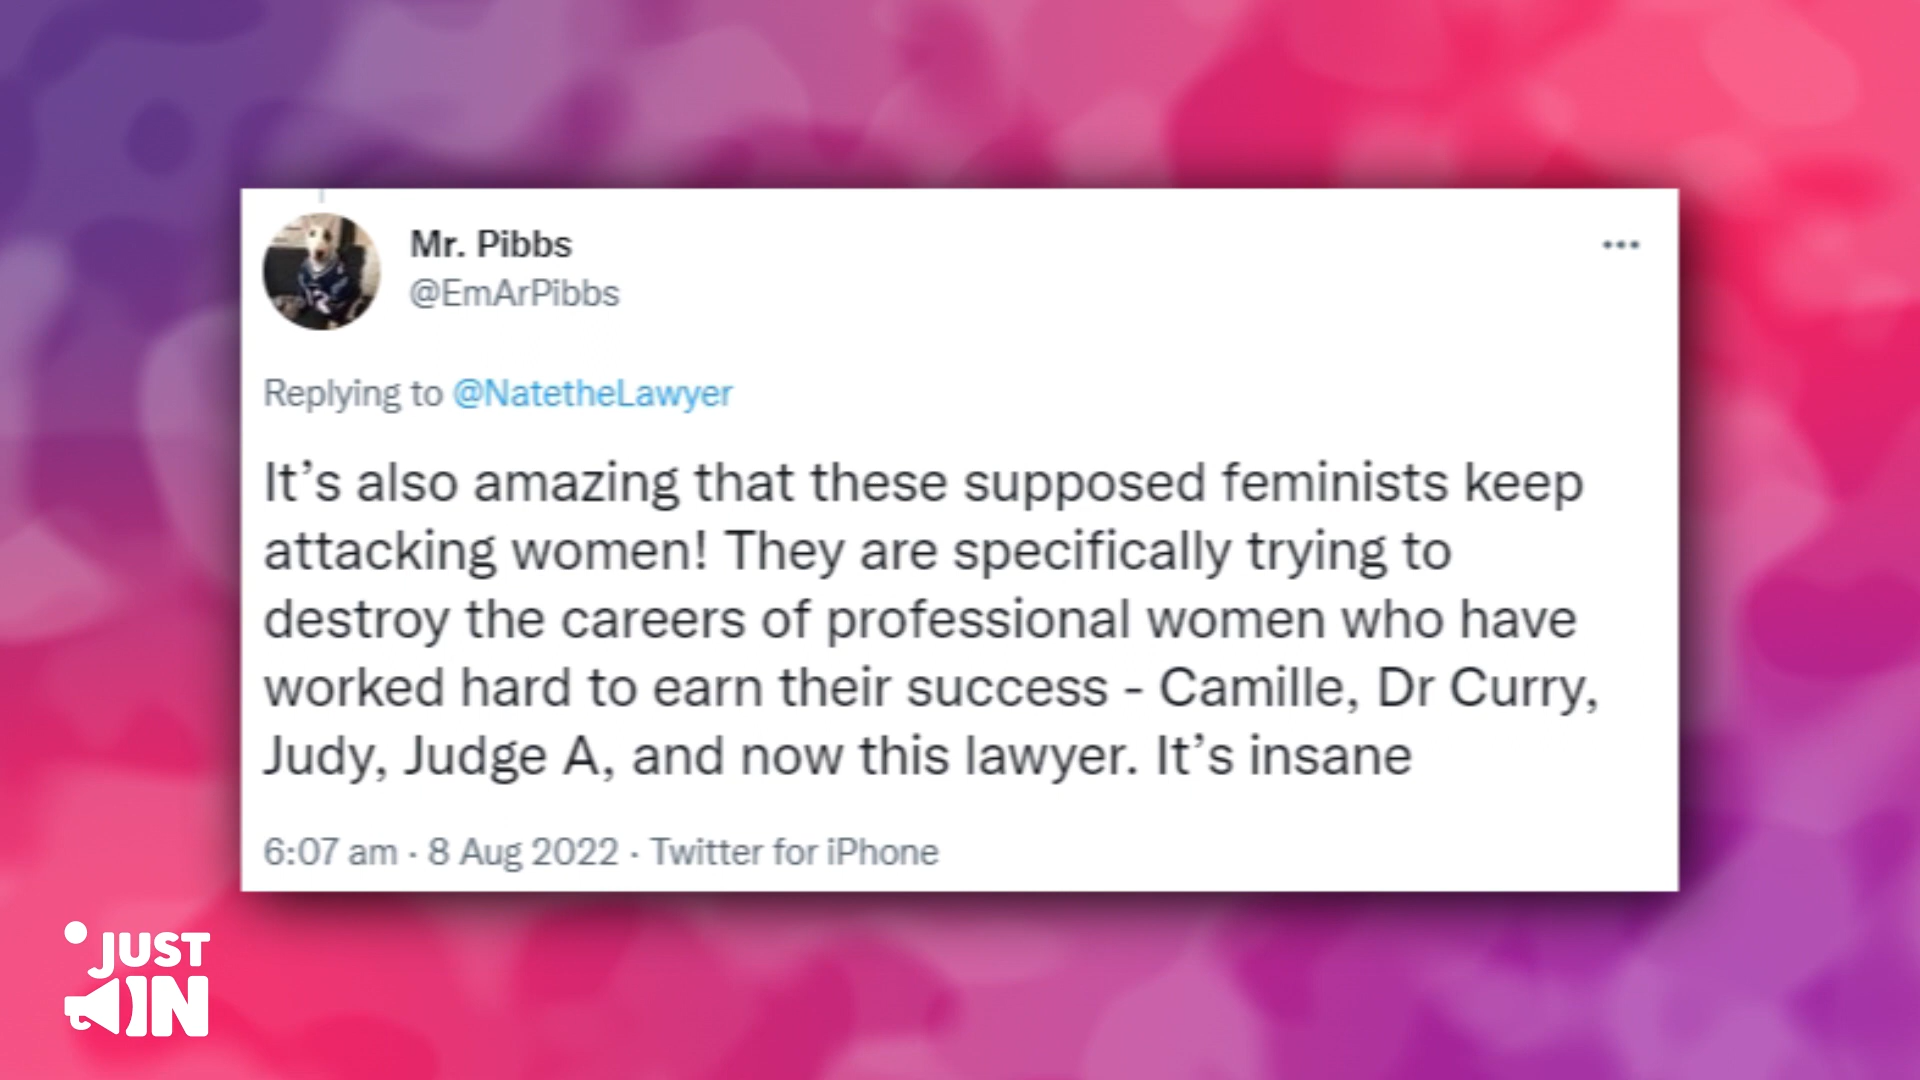 Mr. Pibbs
@EmArPibbs
Replying to @NatetheLawyer
It’s also amazing that these supposed feminists keep
attacking women! They are specifically trying to
destroy the careers of professional women who have
worked hard to earn their success - Camille, Dr Curry,
Judy, Judge A, and now this lawyer. It’s insane
6:07 am · 8 Aug 2022 · Twitter for iPhone
JUST
IN